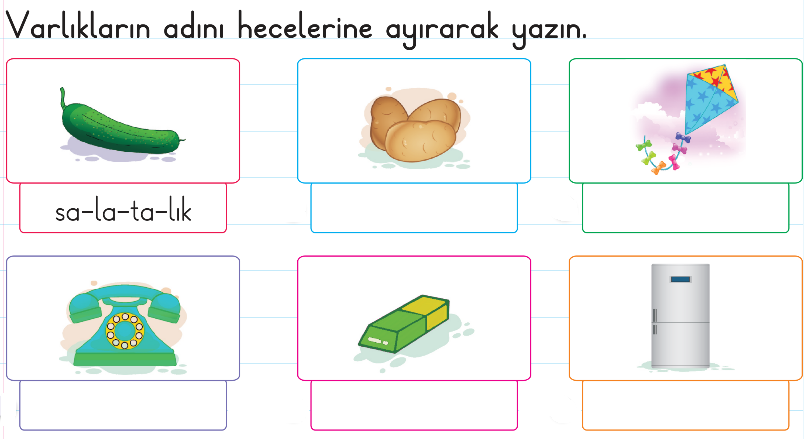 Varlıkların adını hecelerine ayırarak yazın.
sa-la-ta-lık